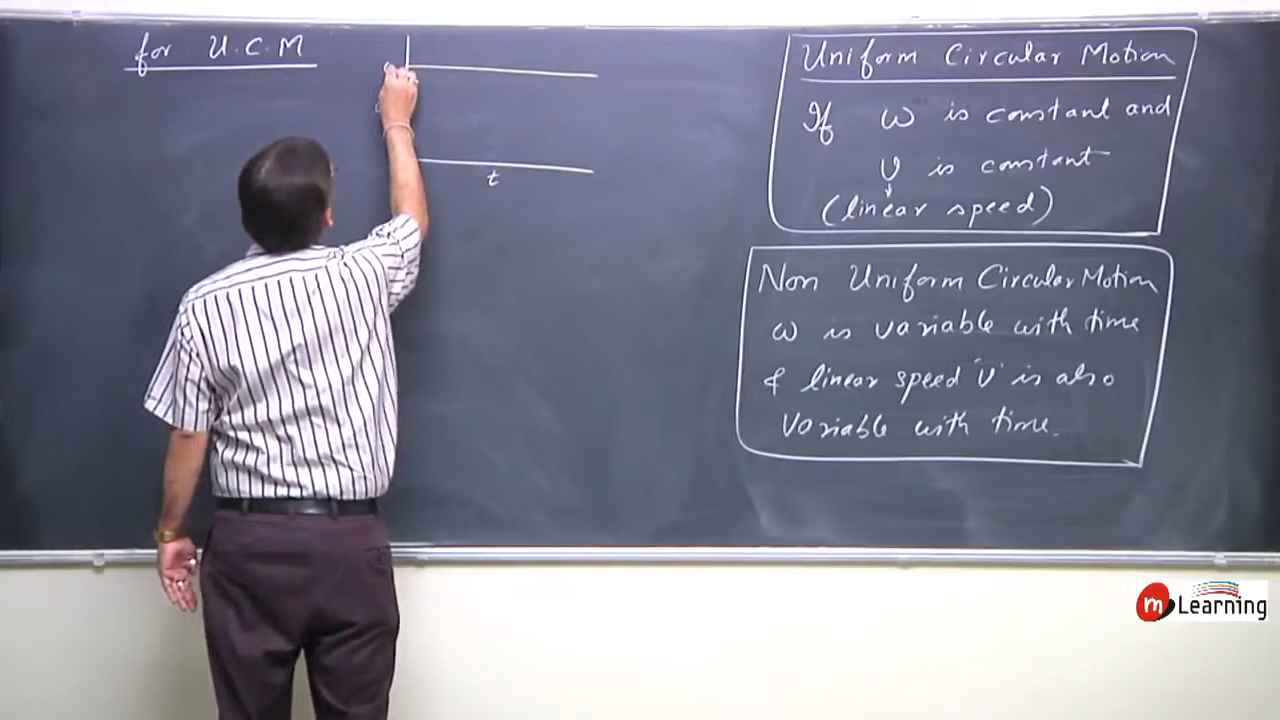 for U.C.M
t
Uniform Circular Motion
If ω is constant and
v is constant
(linear speed)
Non Uniform Circular Motion
ω is variable with time
& linear speed 'v' is also
variable with time.
m Learning